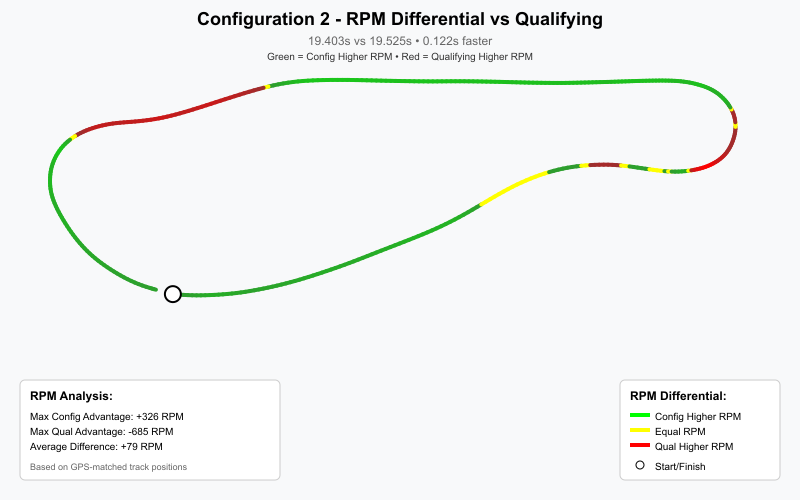 Configuration 2 - RPM Differential vs Qualifying
19.403s vs 19.525s • 0.122s faster
Green = Config Higher RPM • Red = Qualifying Higher RPM
RPM Analysis:
Max Config Advantage: +326 RPM
Max Qual Advantage: -685 RPM
Average Difference: +79 RPM
Based on GPS-matched track positions
RPM Differential:
Config Higher RPM
Equal RPM
Qual Higher RPM
Start/Finish